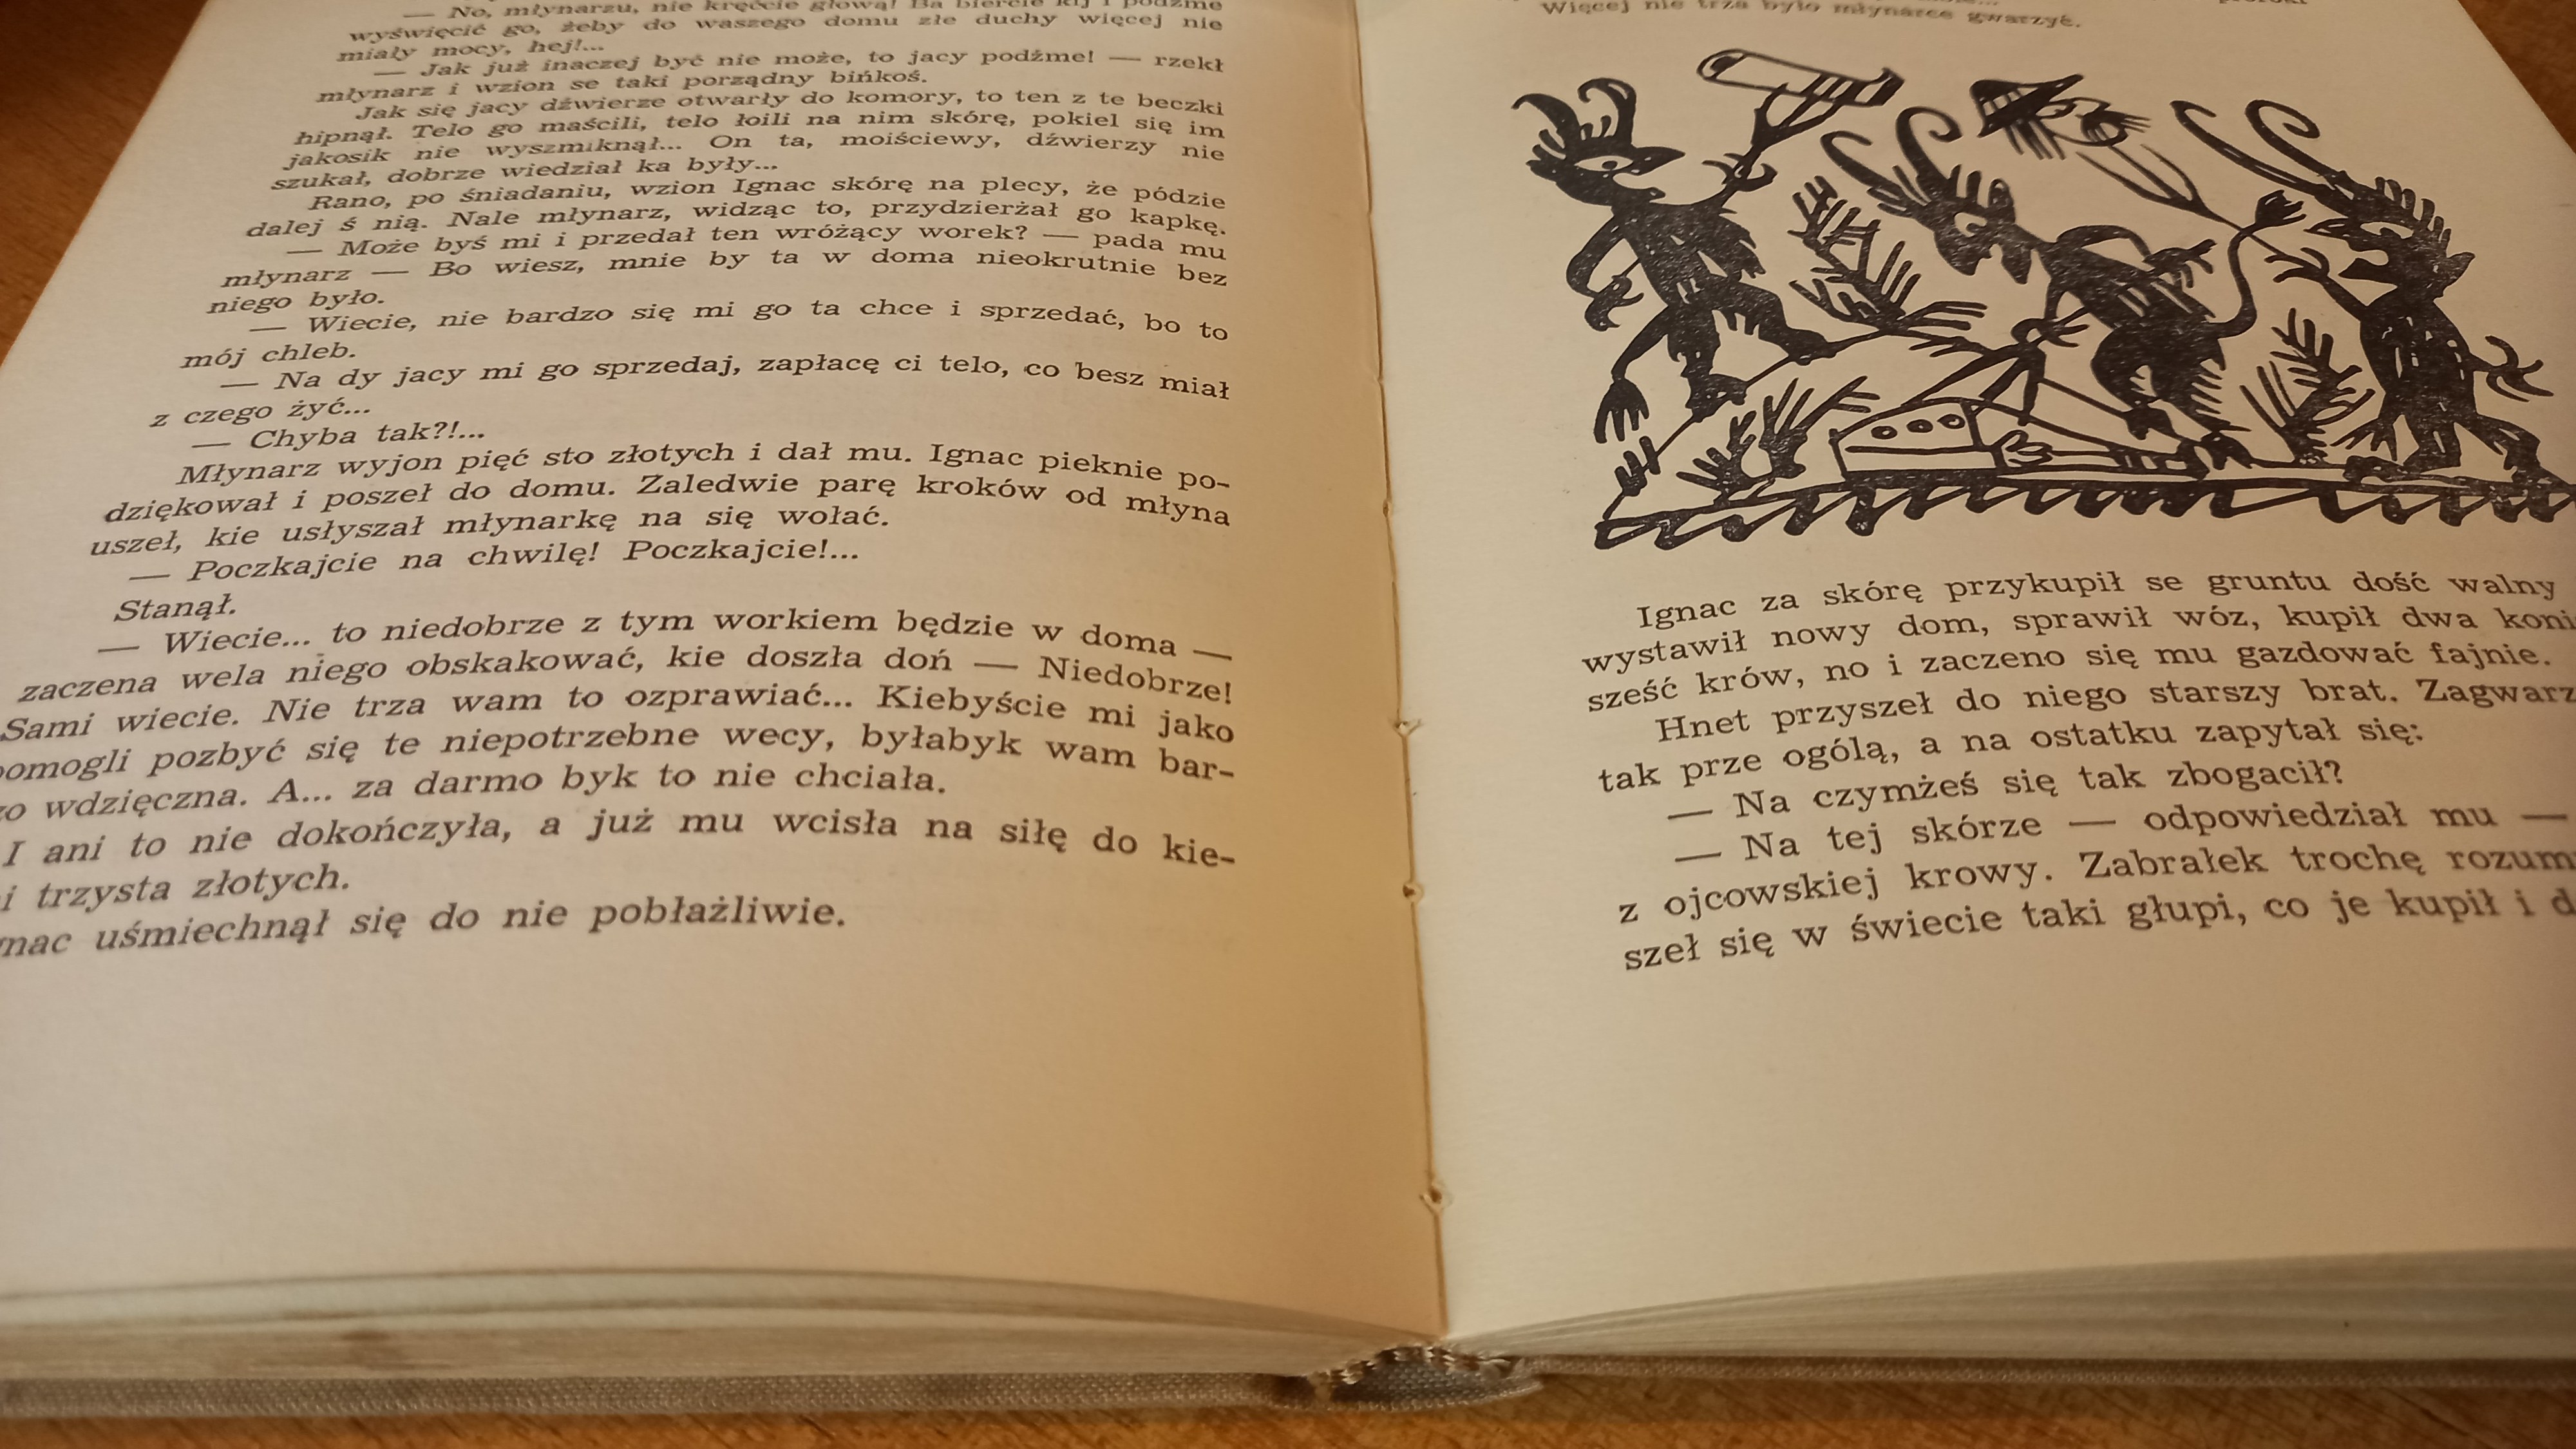 — No, młynarzu, nie kręćcie głową! Ba biercie kij i podźme
wyświęcić go, żeby do waszego domu złe duchy więcej nie
miały mocy, hej!...
— Jak już inaczej być nie może, to jacy podźme! — rzekł
młynarz i wzion se taki porządny bińkoś.
Jak się jacy dźwierze otwarły do komory, to ten z te beczki
hipnął. Telo go maścili, telo łoili na nim skórę, pokiel się im
jakosik nie wyszmiknął... On ta, moiściewy, dźwierzy nie
szukał, dobrze wiedział ka były...
Rano, po śniadaniu, wzion Ignac skórę na plecy, że pódzie
dalej ś nią. Nale młynarz, widząc to, przydzierżał go kapkę.
— Może byś mi i przedał ten wróżący worek? — pada mu
młynarz — Bo wiesz, mnie by ta w doma nieokrutnie bez
niego było.
— Wiecie, nie bardzo się mi go ta chce i sprzedać, bo to
mój chleb.
— Na dy jacy mi go sprzedaj, zapłacę ci telo, co besz miał
z czego żyć...
— Chyba tak?!...
Młynarz wyjon pięć sto złotych i dał mu. Ignac pieknie po-
dziękował i poszeł do domu. Zaledwie parę kroków od młyna
uszeł, kie usłyszał młynarkę na się wołać.
— Poczkajcie na chwilę! Poczkajcie!...
Stanął.
— Wiecie... to niedobrze z tym workiem będzie w doma —
zaczena wela niego obskakować, kie doszła doń — Niedobrze!
Sami wiecie. Nie trza wam to ozprawiać... Kiebyście mi jako
pomogli pozbyć się te niepotrzebne wecy, byłabyk wam bar-
zo wdzięczna. A... za darmo byk to nie chciała.
I ani to nie dokończyła, a już mu wcisła na siłę do kie-
i trzysta złotych.
nac uśmiechnął się do nie pobłażliwie.
Więcej nie trza było młynarce gwarzyć.
Ignac za skórę przykupił se gruntu dość walny
wystawił nowy dom, sprawił wóz, kupił dwa koni
sześć krów, no i zaczeno się mu gazdować fajnie.
Hnet przyszeł do niego starszy brat. Zagwarz
tak prze ogólą, a na ostatku zapytał się:
— Na czymżeś się tak zbogacił?
— Na tej skórze — odpowiedział mu —
z ojcowskiej krowy. Zabrałek trochę rozum
szeł się w świecie taki głupi, co je kupił i d